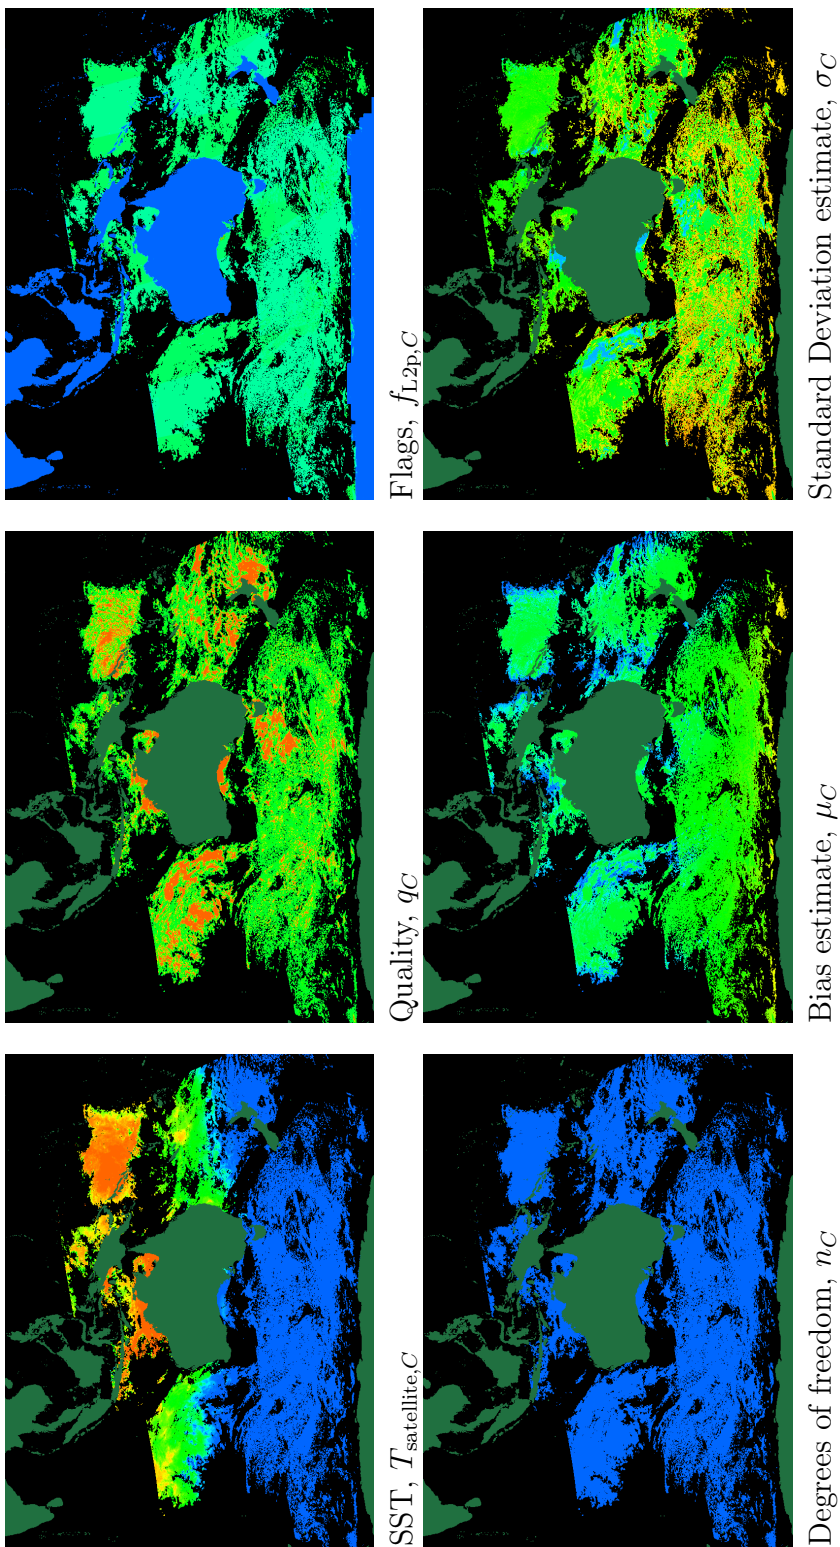 Flags, f_L2p,C
Standard Deviation estimate, σ_C
Quality, q_C
Bias estimate, μ_C
SST, T_satellite,C
Degrees of freedom, n_C